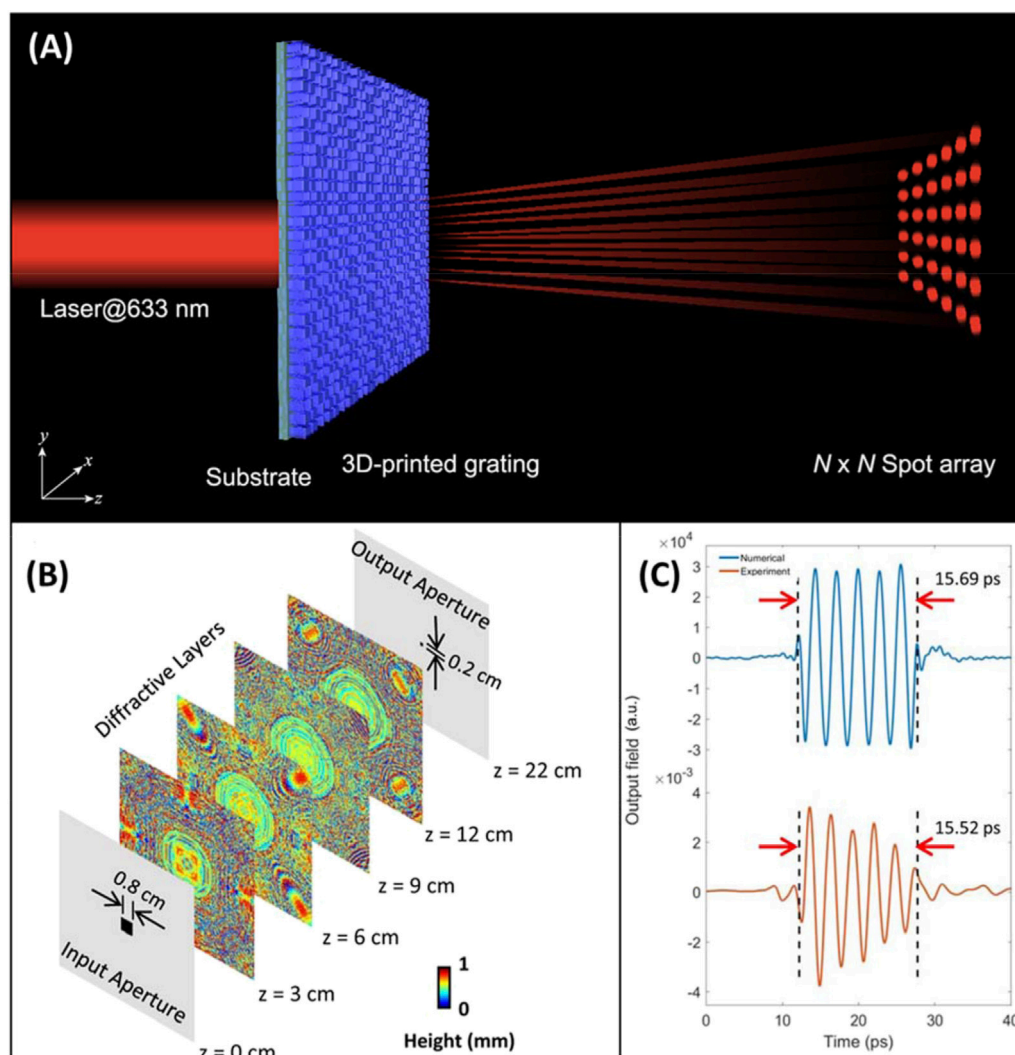 (A)
Laser@633 nm
y
x
z
Substrate
3D-printed grating
N x N Spot array
(B)
Output Aperture
0.2 cm
Diffractive Layers
z = 22 cm
z = 12 cm
z = 9 cm
0.8 cm
z = 6 cm
Input Aperture
z = 3 cm
1
0
Height (mm)
z = 0 cm
(C)
×10⁴
Numerical
Experiment
15.69 ps
3
2
1
0
-1
-2
-3
Output field (a.u.)
×10⁻³
4
15.52 ps
2
0
-2
-4
0 10 20 30 40
Time (ps)